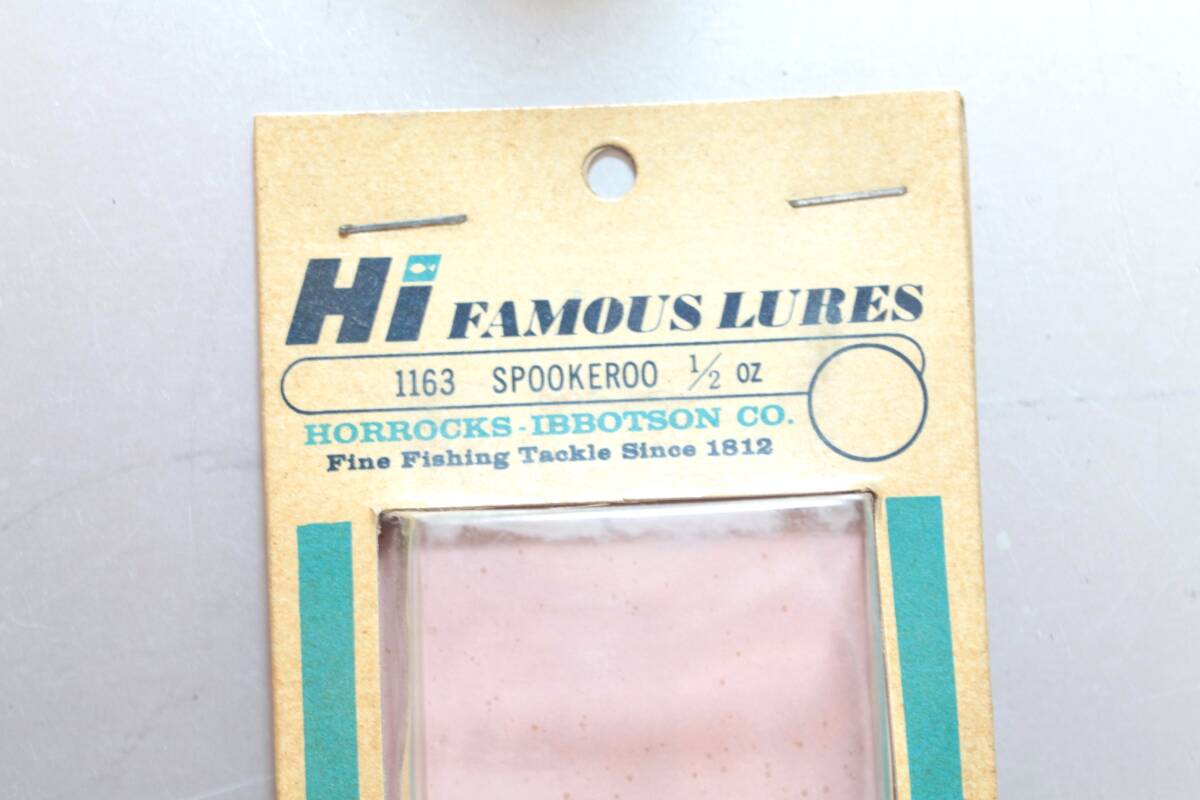 Hi FAMOUS LURES
1163 SPOOKEROO 1/2 oz
HORROCKS-IBBOTSON CO.
Fine Fishing Tackle Since 1812